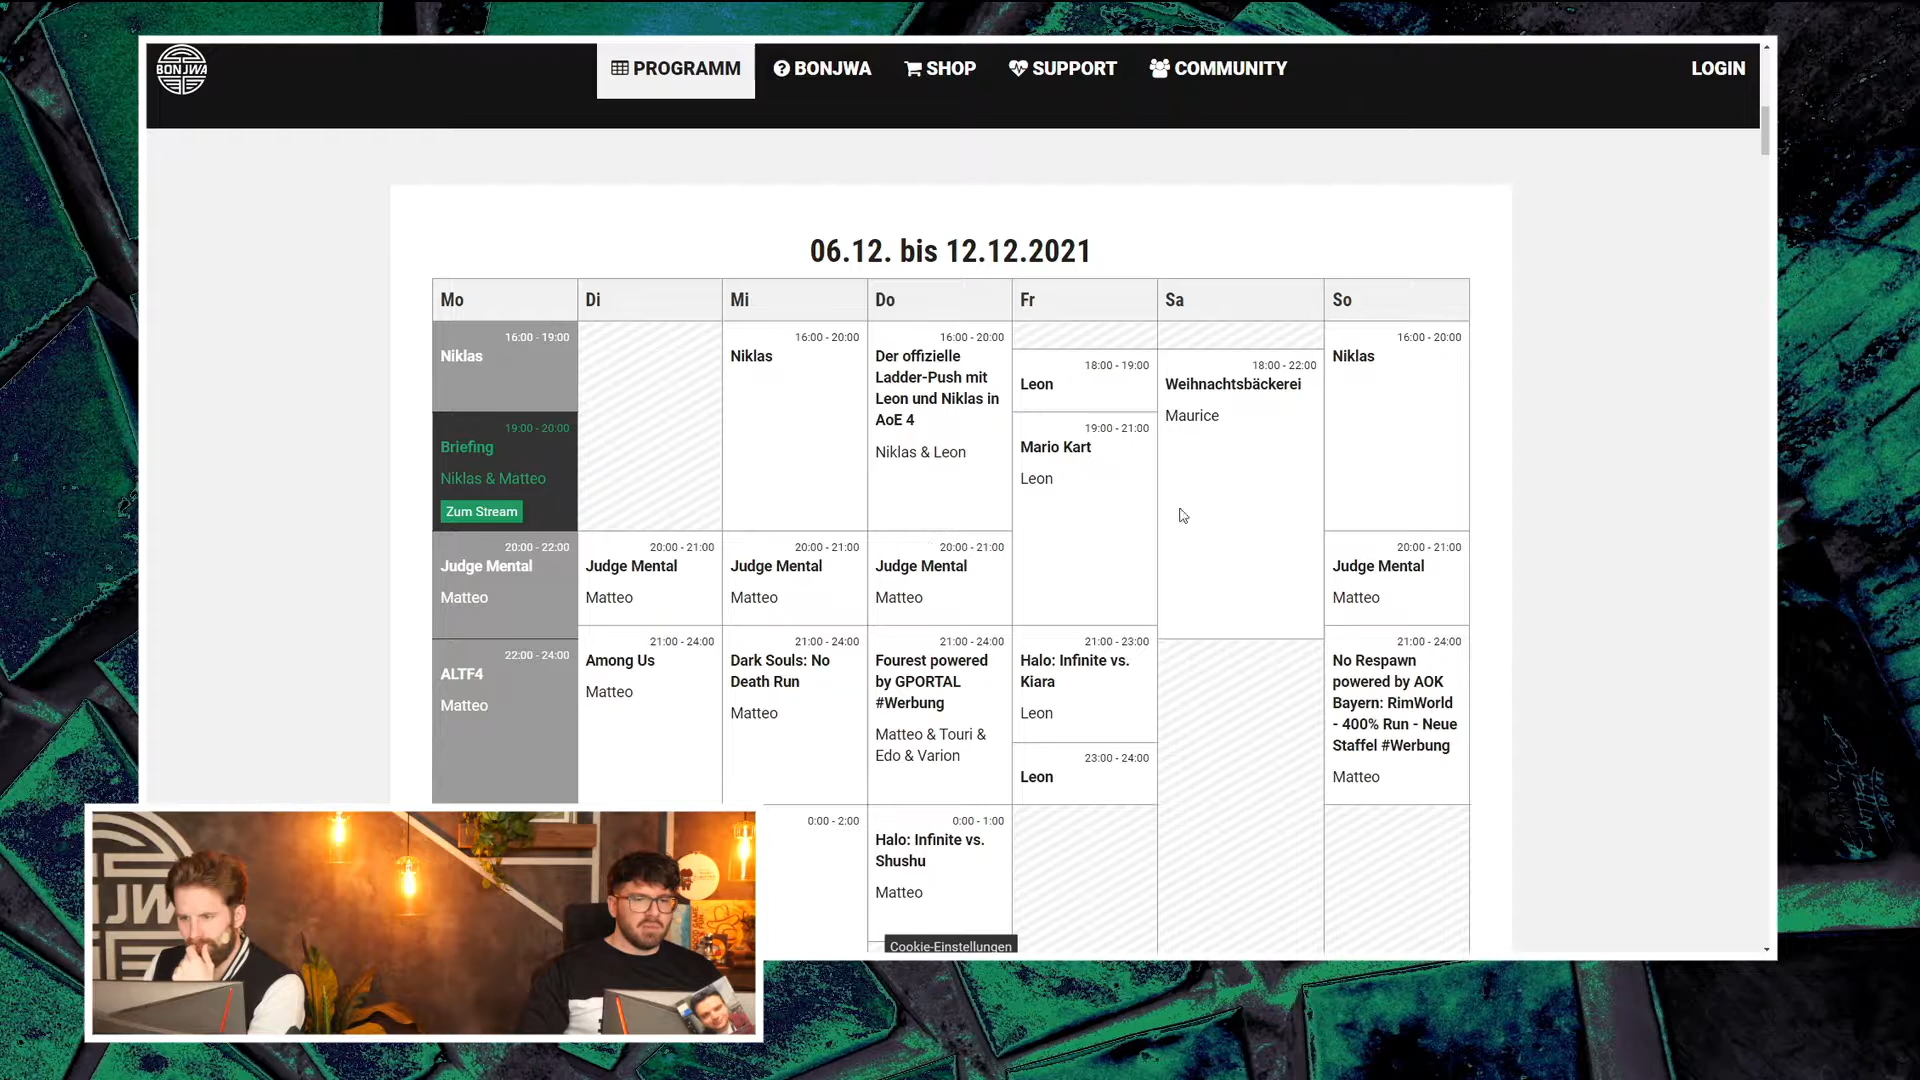 BONJWA
PROGRAMM
BONJWA
SHOP
SUPPORT
COMMUNITY
LOGIN
06.12. bis 12.12.2021
Mo
Di
Mi
Do
Fr
Sa
So
16:00 - 19:00
Niklas
19:00 - 20:00
Briefing
Niklas & Matteo
Zum Stream
20:00 - 22:00
Judge Mental
Matteo
22:00 - 24:00
ALTF4
Matteo
20:00 - 21:00
Judge Mental
Matteo
21:00 - 24:00
Among Us
Matteo
16:00 - 20:00
Niklas
20:00 - 21:00
Judge Mental
Matteo
21:00 - 24:00
Dark Souls: No
Death Run
Matteo
0:00 - 2:00
16:00 - 20:00
Der offizielle
Ladder-Push mit
Leon und Niklas in
AoE 4
Niklas & Leon
20:00 - 21:00
Judge Mental
Matteo
21:00 - 24:00
Fourest powered
by GPORTAL
#Werbung
Matteo & Touri &
Edo & Varion
0:00 - 1:00
Halo: Infinite vs.
Shushu
Matteo
18:00 - 19:00
Leon
19:00 - 21:00
Mario Kart
Leon
21:00 - 23:00
Halo: Infinite vs.
Kiara
Leon
23:00 - 24:00
Leon
18:00 - 22:00
Weihnachtsbäckerei
Maurice
16:00 - 20:00
Niklas
20:00 - 21:00
Judge Mental
Matteo
21:00 - 24:00
No Respawn
powered by AOK
Bayern: RimWorld
- 400% Run - Neue
Staffel #Werbung
Matteo
Cookie-Einstellungen